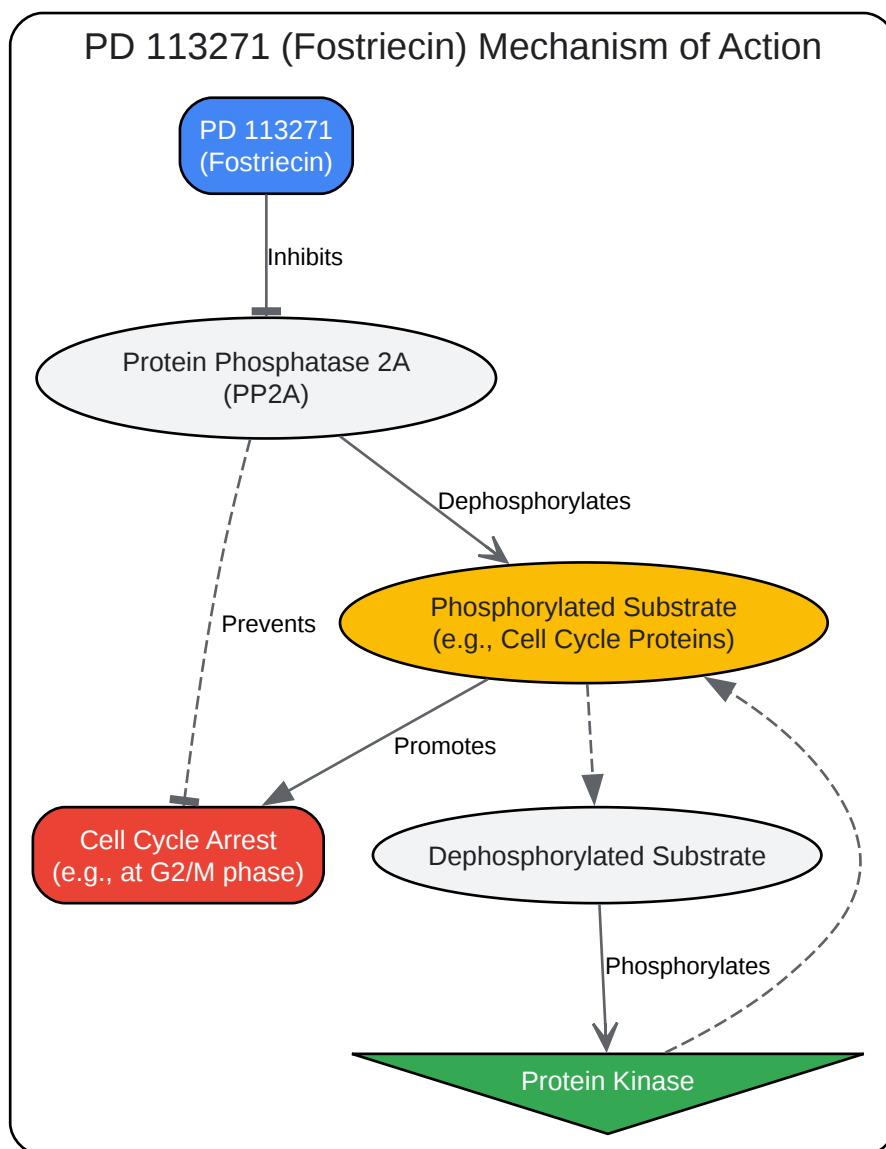 PD 113271 (Fostriecin) Mechanism of Action
PD 113271
(Fostriecin)
Inhibits
Protein Phosphatase 2A
(PP2A)
Dephosphorylates
Phosphorylated Substrate
(e.g., Cell Cycle Proteins)
Prevents
Promotes
Cell Cycle Arrest
(e.g., at G2/M phase)
Dephosphorylated Substrate
Phosphorylates
Protein Kinase